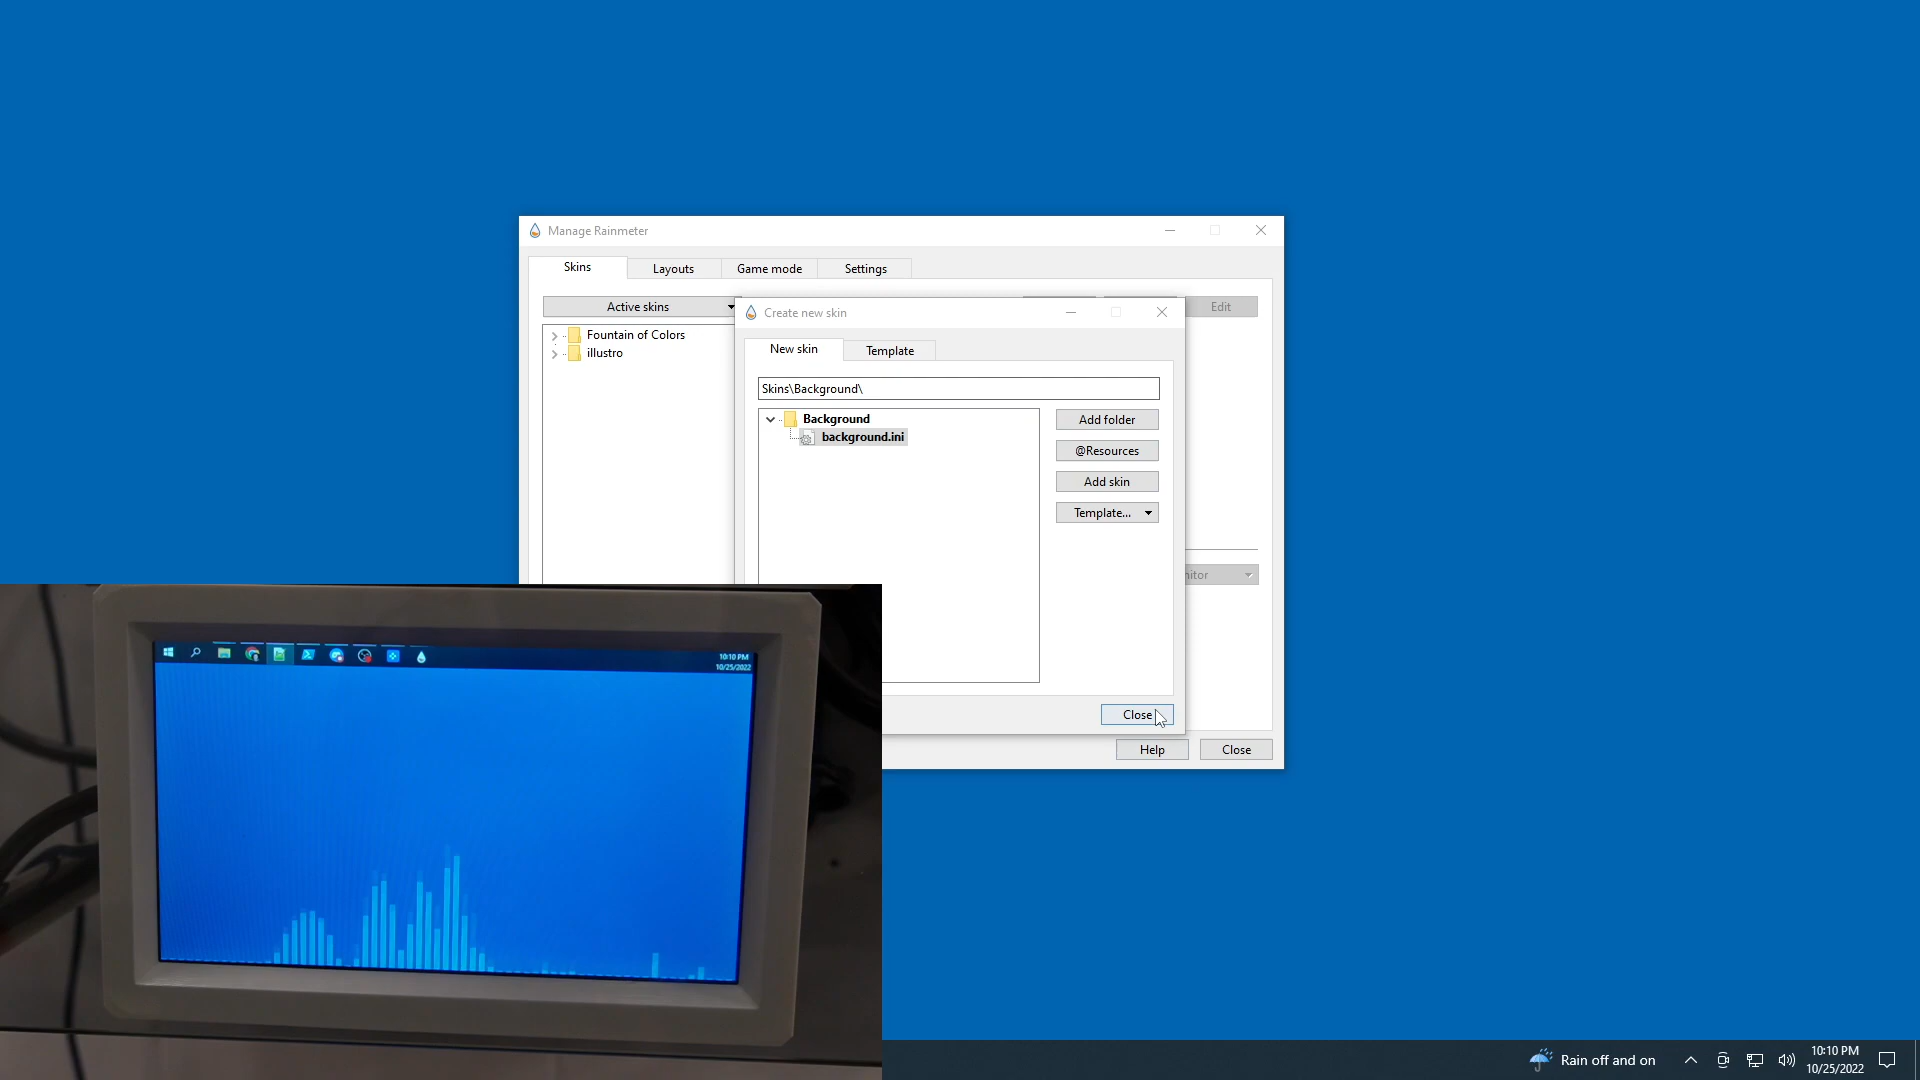 Manage Rainmeter
Skins
Layouts
Game mode
Settings
Active skins
Edit
Fountain of Colors
illustro
Create new skin
New skin
Template
Skins\Background\
Background
background.ini
Add folder
@Resources
Add skin
Template...
nitor
Close
Help
Close
10:10 PM
10/25/2022
Rain off and on
10:10 PM
10/25/2022